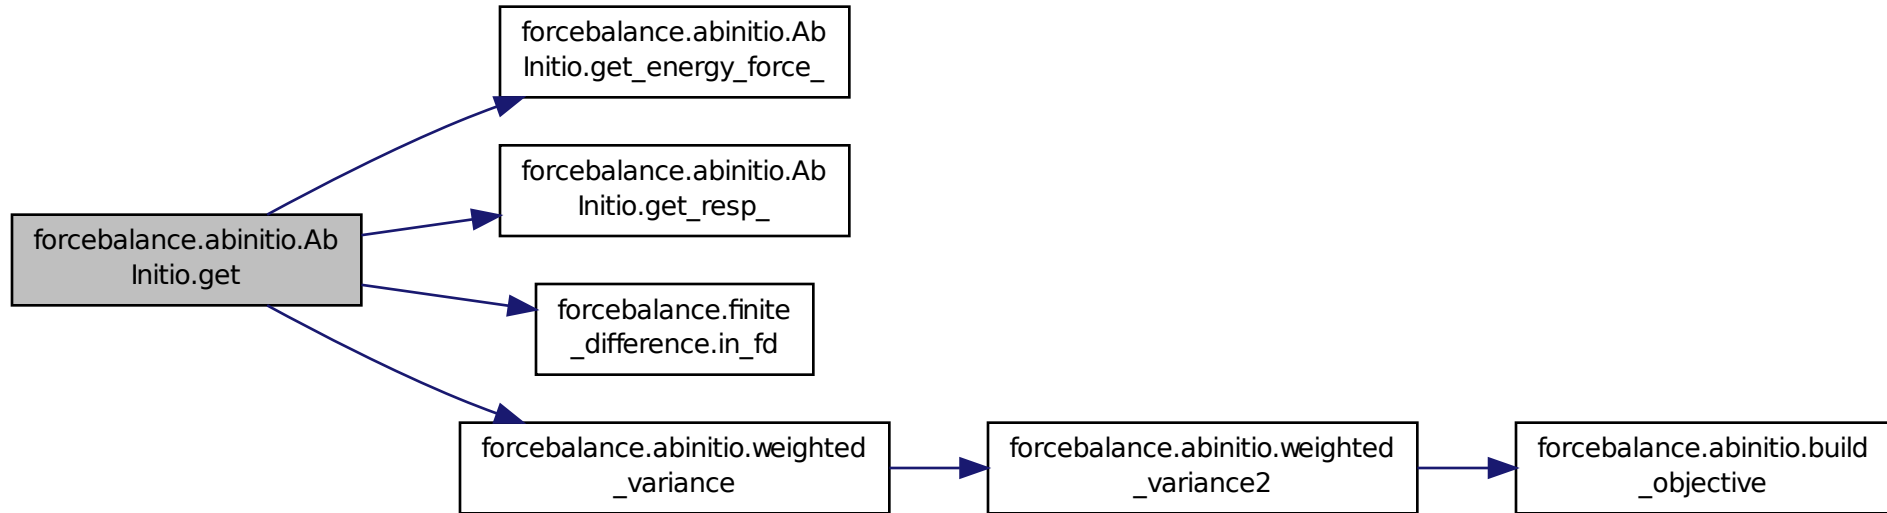 forcebalance.abinitio.Ab
Initio.get_energy_force_
forcebalance.abinitio.Ab
Initio.get_resp_
forcebalance.abinitio.Ab
Initio.get
forcebalance.finite
_difference.in_fd
forcebalance.abinitio.weighted
_variance
forcebalance.abinitio.weighted
_variance2
forcebalance.abinitio.build
_objective